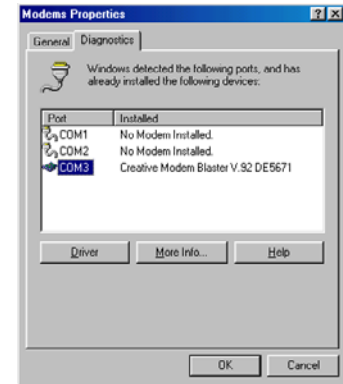 Modems Properties
General Diagnostics
Windows detected the following ports, and has
already installed the following devices:
Port Installed
COM1 No Modem Installed.
COM2 No Modem Installed.
COM3 Creative Modem Blaster V.92 DE5671
Driver More Info... Help
OK Cancel